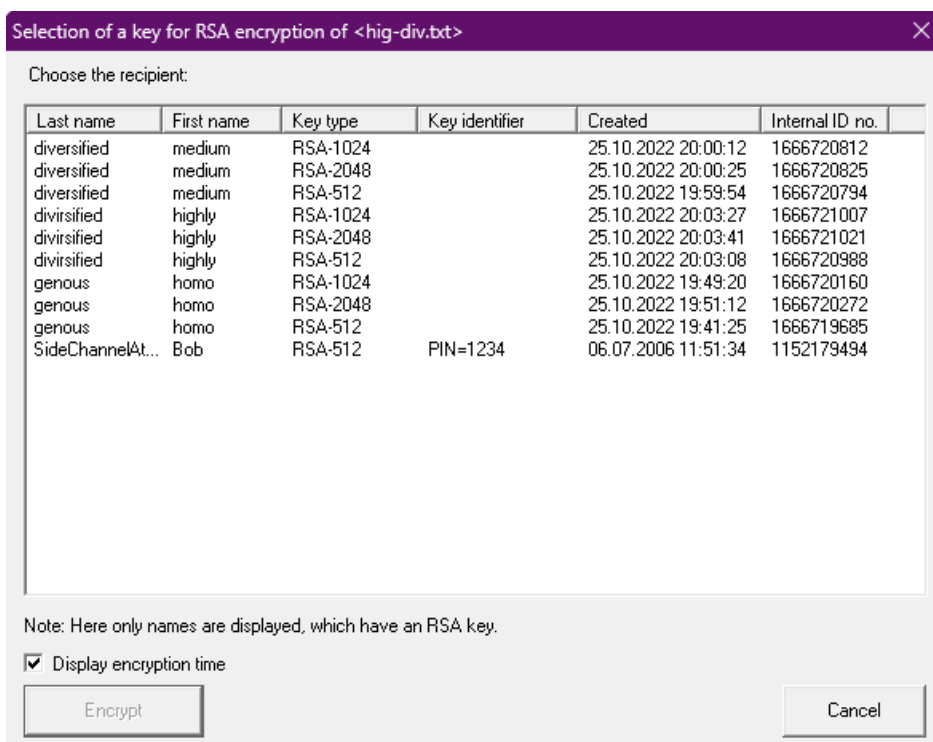 Selection of a key for RSA encryption of <hig-div.txt>
Choose the recipient:
Last name First name Key type Key identifier Created Internal ID no.
diversified medium RSA-1024 25.10.2022 20:00:12 1666720812
diversified medium RSA-2048 25.10.2022 20:00:25 1666720825
diversified medium RSA-512 25.10.2022 19:59:54 1666720794
divirsified highly RSA-1024 25.10.2022 20:03:27 1666721007
divirsified highly RSA-2048 25.10.2022 20:03:41 1666721021
divirsified highly RSA-512 25.10.2022 20:03:08 1666720988
genous homo RSA-1024 25.10.2022 19:49:20 1666720160
genous homo RSA-2048 25.10.2022 19:51:12 1666720272
genous homo RSA-512 25.10.2022 19:41:25 1666719685
SideChannelAt... Bob RSA-512 PIN=1234 06.07.2006 11:51:34 1152179494
Note: Here only names are displayed, which have an RSA key.
Display encryption time
Encrypt Cancel